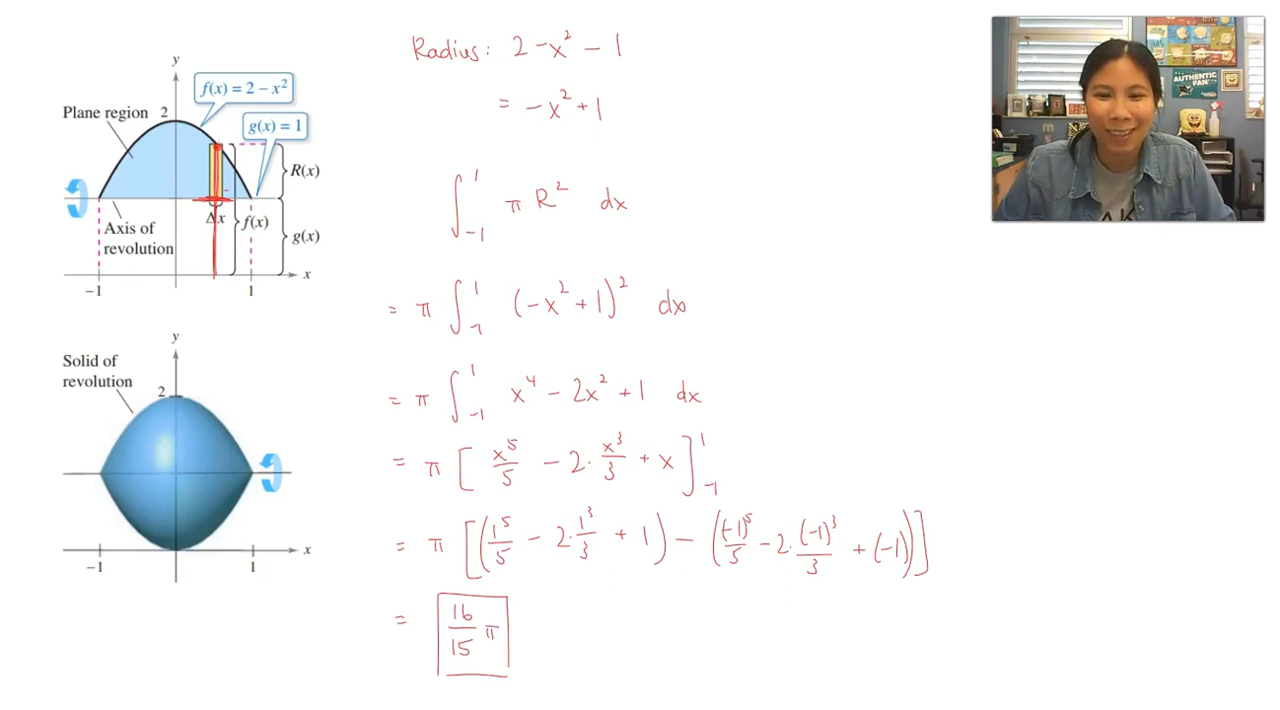 y
f(x) = 2 − x²
Plane region 2
g(x) = 1
R(x)
Δx
f(x)
g(x)
Axis of
revolution
x
−1
1
y
Solid of
revolution
2
x
−1
1
Radius: 2 - x² - 1
= -x² + 1
∫₋₁¹ π R² dx
= π ∫₋₁¹ (-x² + 1)² dx
= π ∫₋₁¹ x⁴ - 2x² + 1 dx
= π [ x⁵/5 - 2 · x³/3 + x ]₋₁¹
= π [ ( 1⁵/5 - 2 · 1³/3 + 1 ) - ( (-1)⁵/5 - 2 · (-1)³/3 + (-1) ) ]
= 16/15 π
AUTHENTIC
FAN